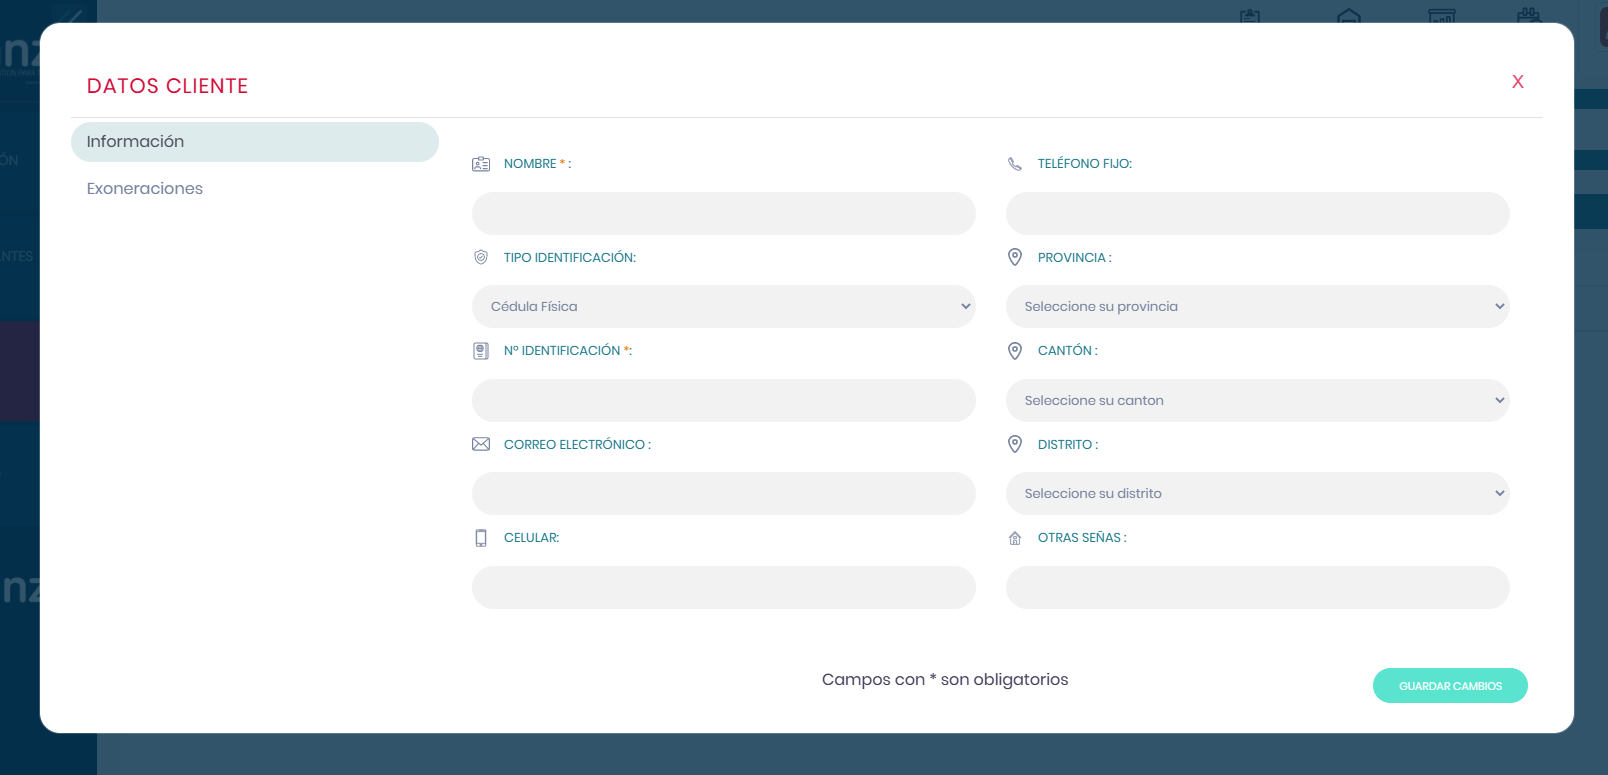 DATOS CLIENTE
X
Información
Exoneraciones
NOMBRE * :
TELÉFONO FIJO:
TIPO IDENTIFICACIÓN:
PROVINCIA :
Cédula Física
Seleccione su provincia
Nº IDENTIFICACIÓN *:
CANTÓN :
Seleccione su canton
CORREO ELECTRÓNICO :
DISTRITO :
Seleccione su distrito
CELULAR:
OTRAS SEÑAS :
Campos con * son obligatorios
GUARDAR CAMBIOS